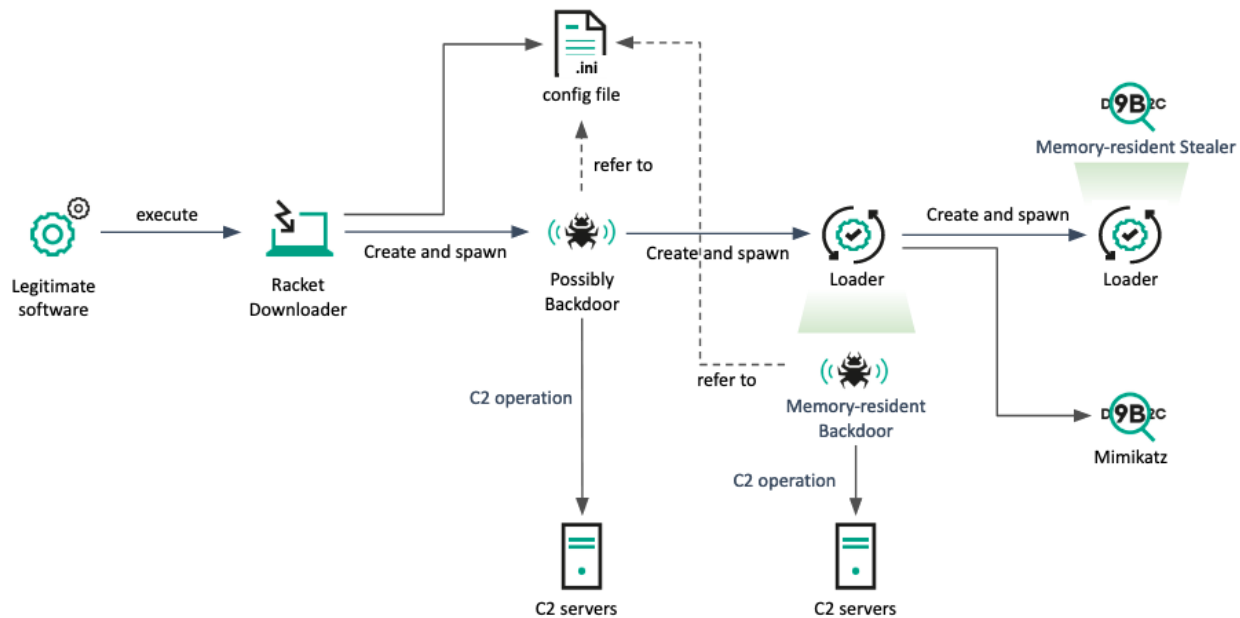 .ini
config file
D9B2C
Memory-resident Stealer
refer to
execute
Create and spawn
Create and spawn
Create and spawn
Legitimate
software
Racket
Downloader
Possibly
Backdoor
Loader
Loader
refer to
C2 operation
Memory-resident
Backdoor
D9B2C
Mimikatz
C2 operation
C2 servers
C2 servers